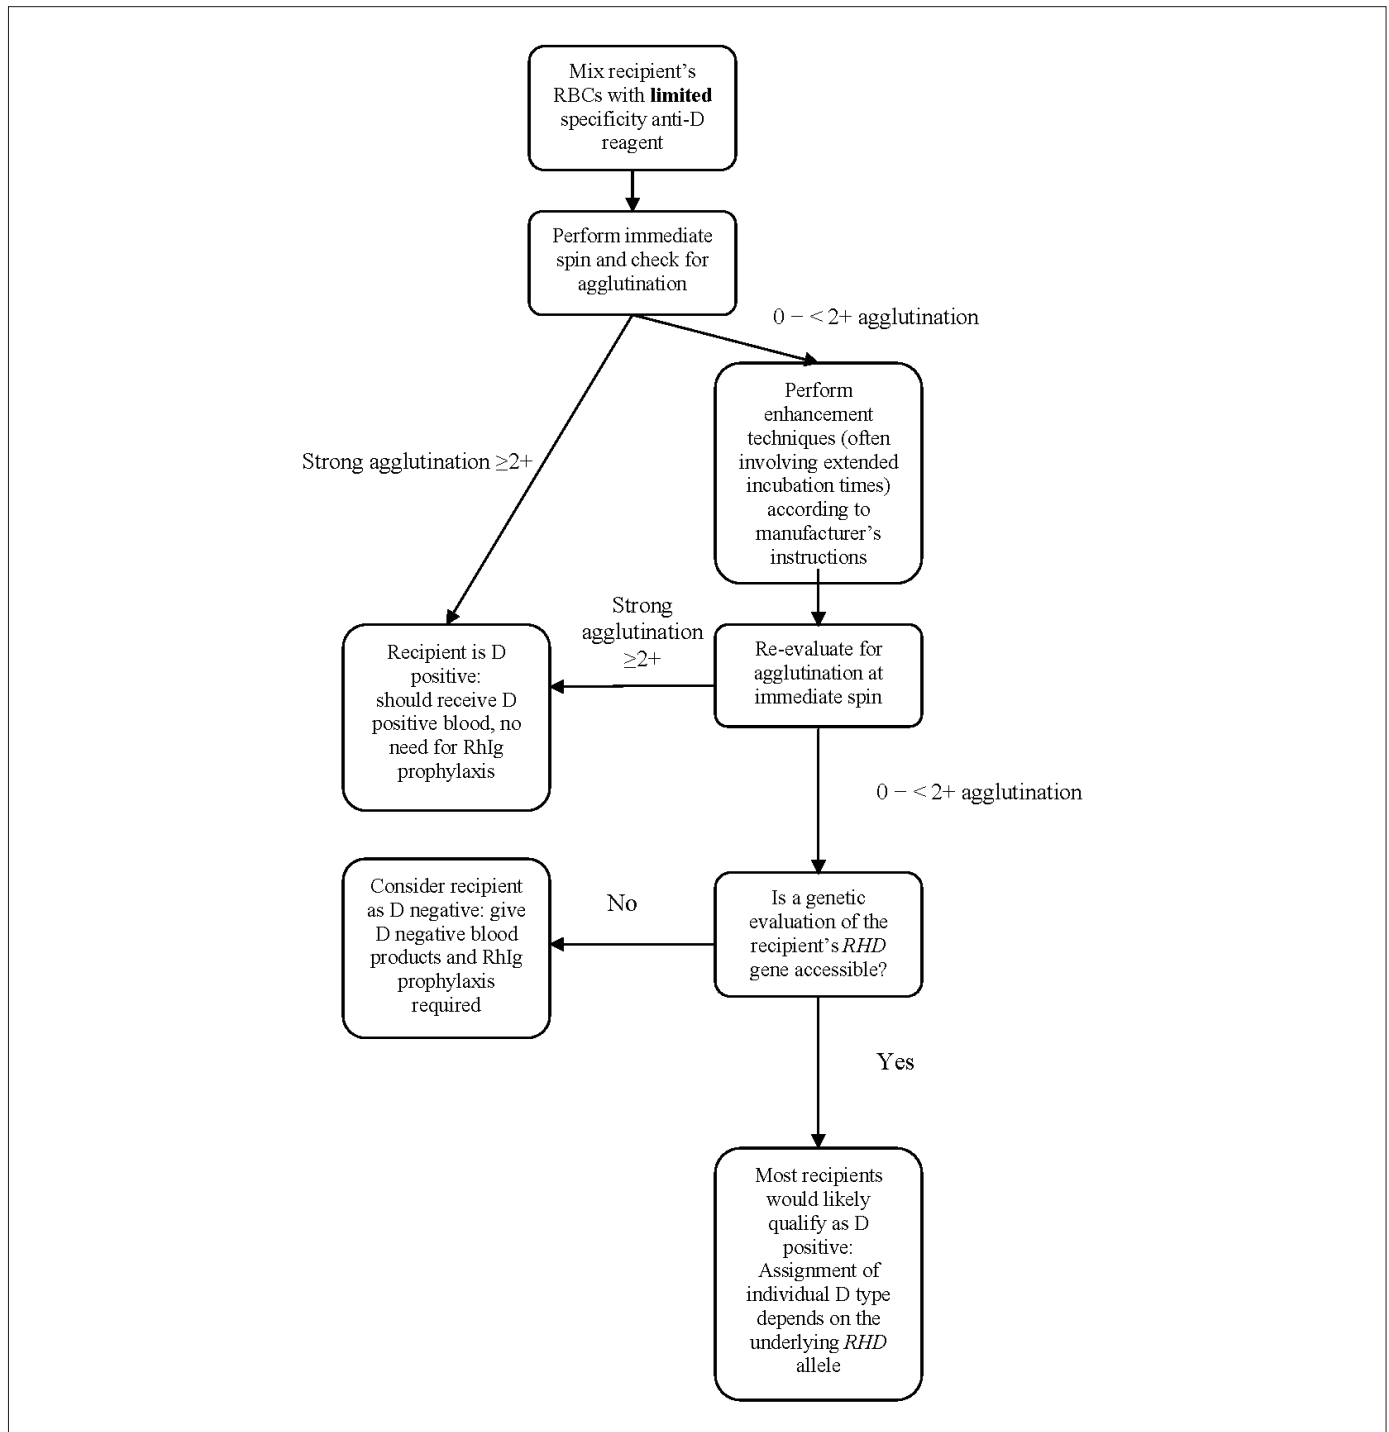 Mix recipient's
RBCs with limited
specificity anti-D
reagent
Perform immediate
spin and check for
agglutination
0 − < 2+ agglutination
Perform
enhancement
techniques (often
involving extended
incubation times)
according to
manufacturer's
instructions
Strong agglutination ≥2+
Strong
agglutination
≥2+
Recipient is D
positive:
should receive D
positive blood, no
need for RhIg
prophylaxis
Re-evaluate for
agglutination at
immediate spin
0 − < 2+ agglutination
Consider recipient
as D negative: give
D negative blood
products and RhIg
prophylaxis
required
No
Is a genetic
evaluation of the
recipient's RHD
gene accessible?
Yes
Most recipients
would likely
qualify as D
positive:
Assignment of
individual D type
depends on the
underlying RHD
allele